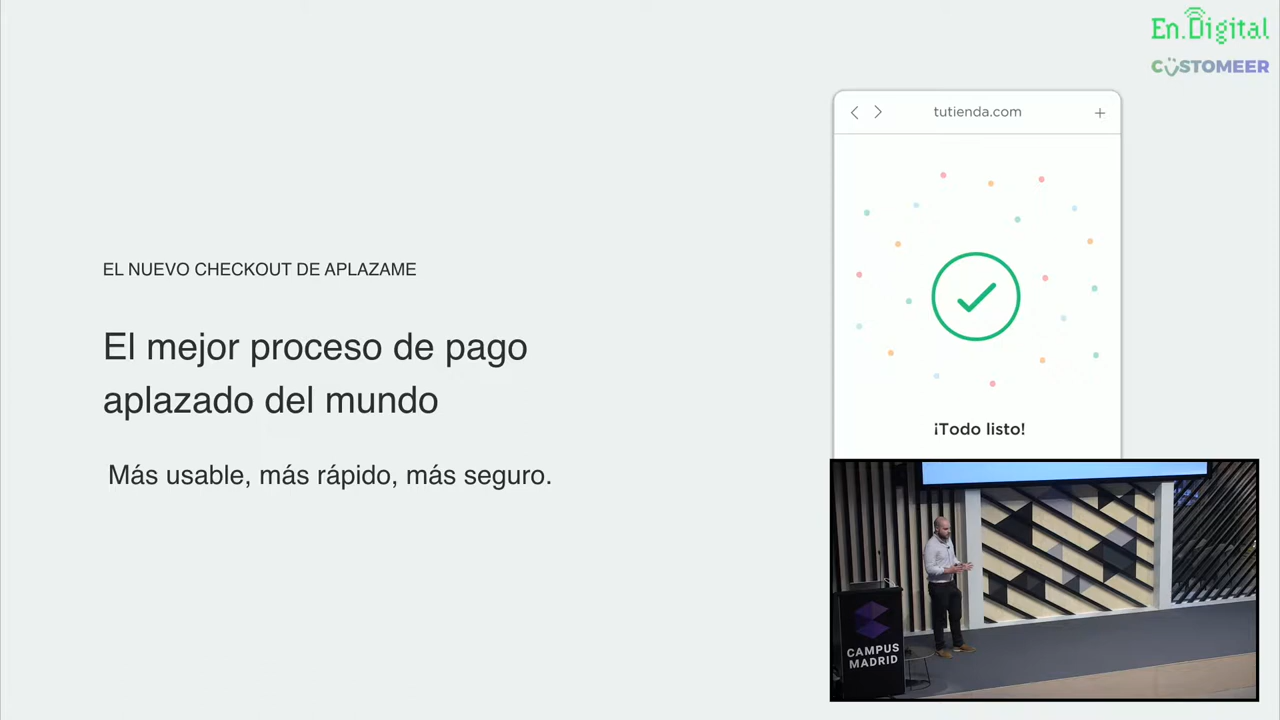 En.Digital
CUSTOMEER
tutienda.com
EL NUEVO CHECKOUT DE APLAZAME
El mejor proceso de pago
aplazado del mundo
Más usable, más rápido, más seguro.
¡Todo listo!
CAMPUS
MADRID